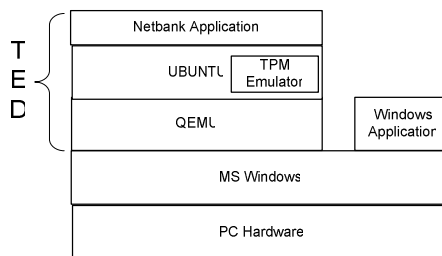 Netbank Application
T
E
D
UBUNTU
TPM
Emulator
QEMU
Windows
Application
MS Windows
PC Hardware